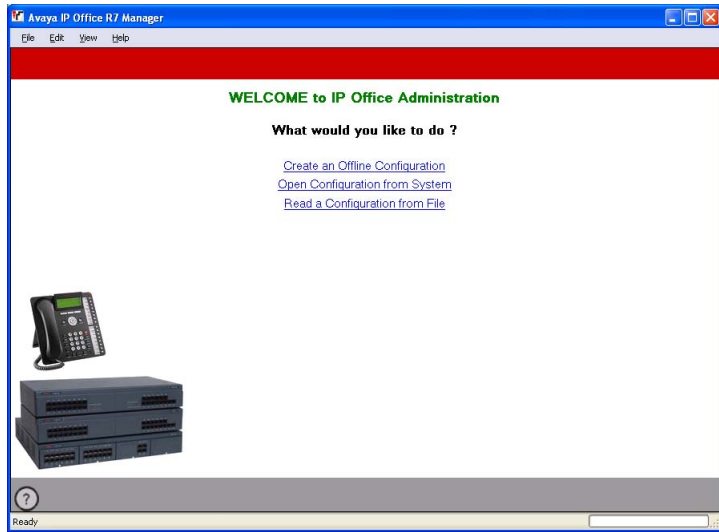 Avaya IP Office R7 Manager
File Edit View Help
WELCOME to IP Office Administration
What would you like to do ?
Create an Offline Configuration
Open Configuration from System
Read a Configuration from File
?
Ready